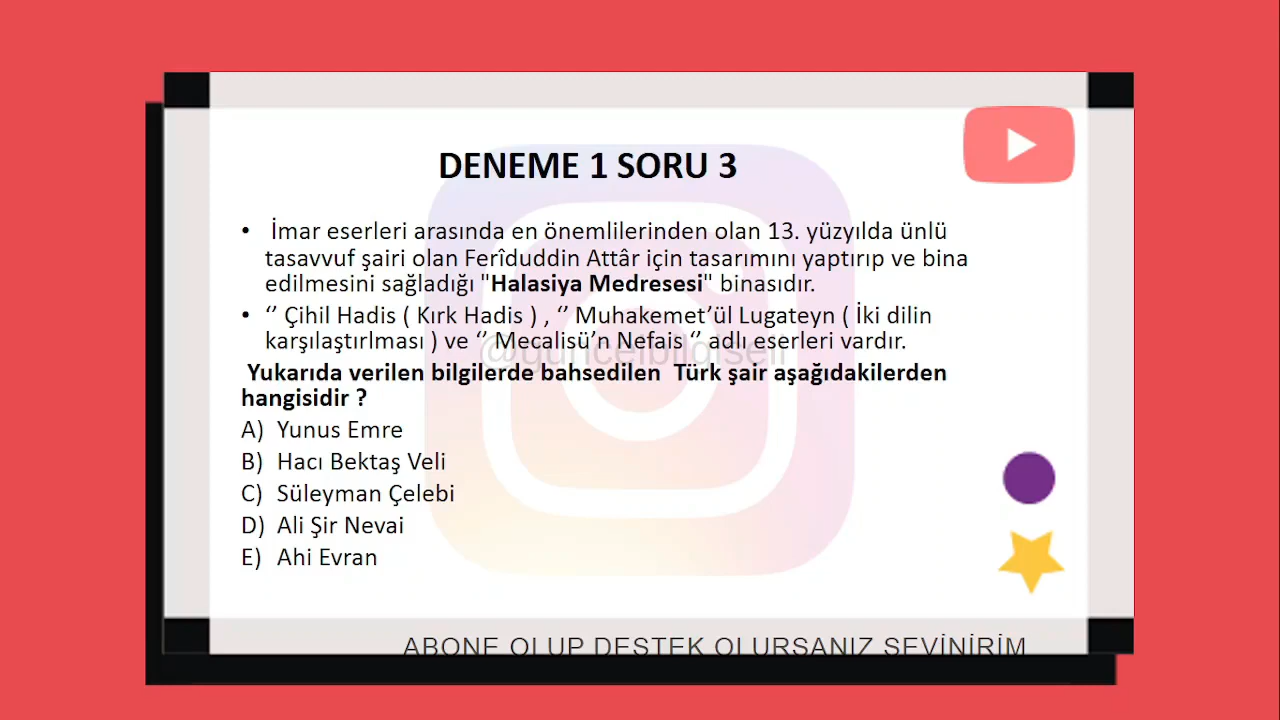 DENEME 1 SORU 3
• İmar eserleri arasında en önemlilerinden olan 13. yüzyılda ünlü
tasavvuf şairi olan Ferîduddin Attâr için tasarımını yaptırıp ve bina
edilmesini sağladığı "Halasiya Medresesi" binasıdır.
• ‘’ Çihil Hadis ( Kırk Hadis ) , ‘’ Muhakemet’ül Lugateyn ( İki dilin
karşılaştırlması ) ve ‘’ Mecalisü’n Nefais ‘’ adlı eserleri vardır.
@guncelbilgiseli
Yukarıda verilen bilgilerde bahsedilen Türk şair aşağıdakilerden
hangisidir ?
A) Yunus Emre
B) Hacı Bektaş Veli
C) Süleyman Çelebi
D) Ali Şir Nevai
E) Ahi Evran
ABONE OLUP DESTEK OLURSANIZ SEVİNİRİM